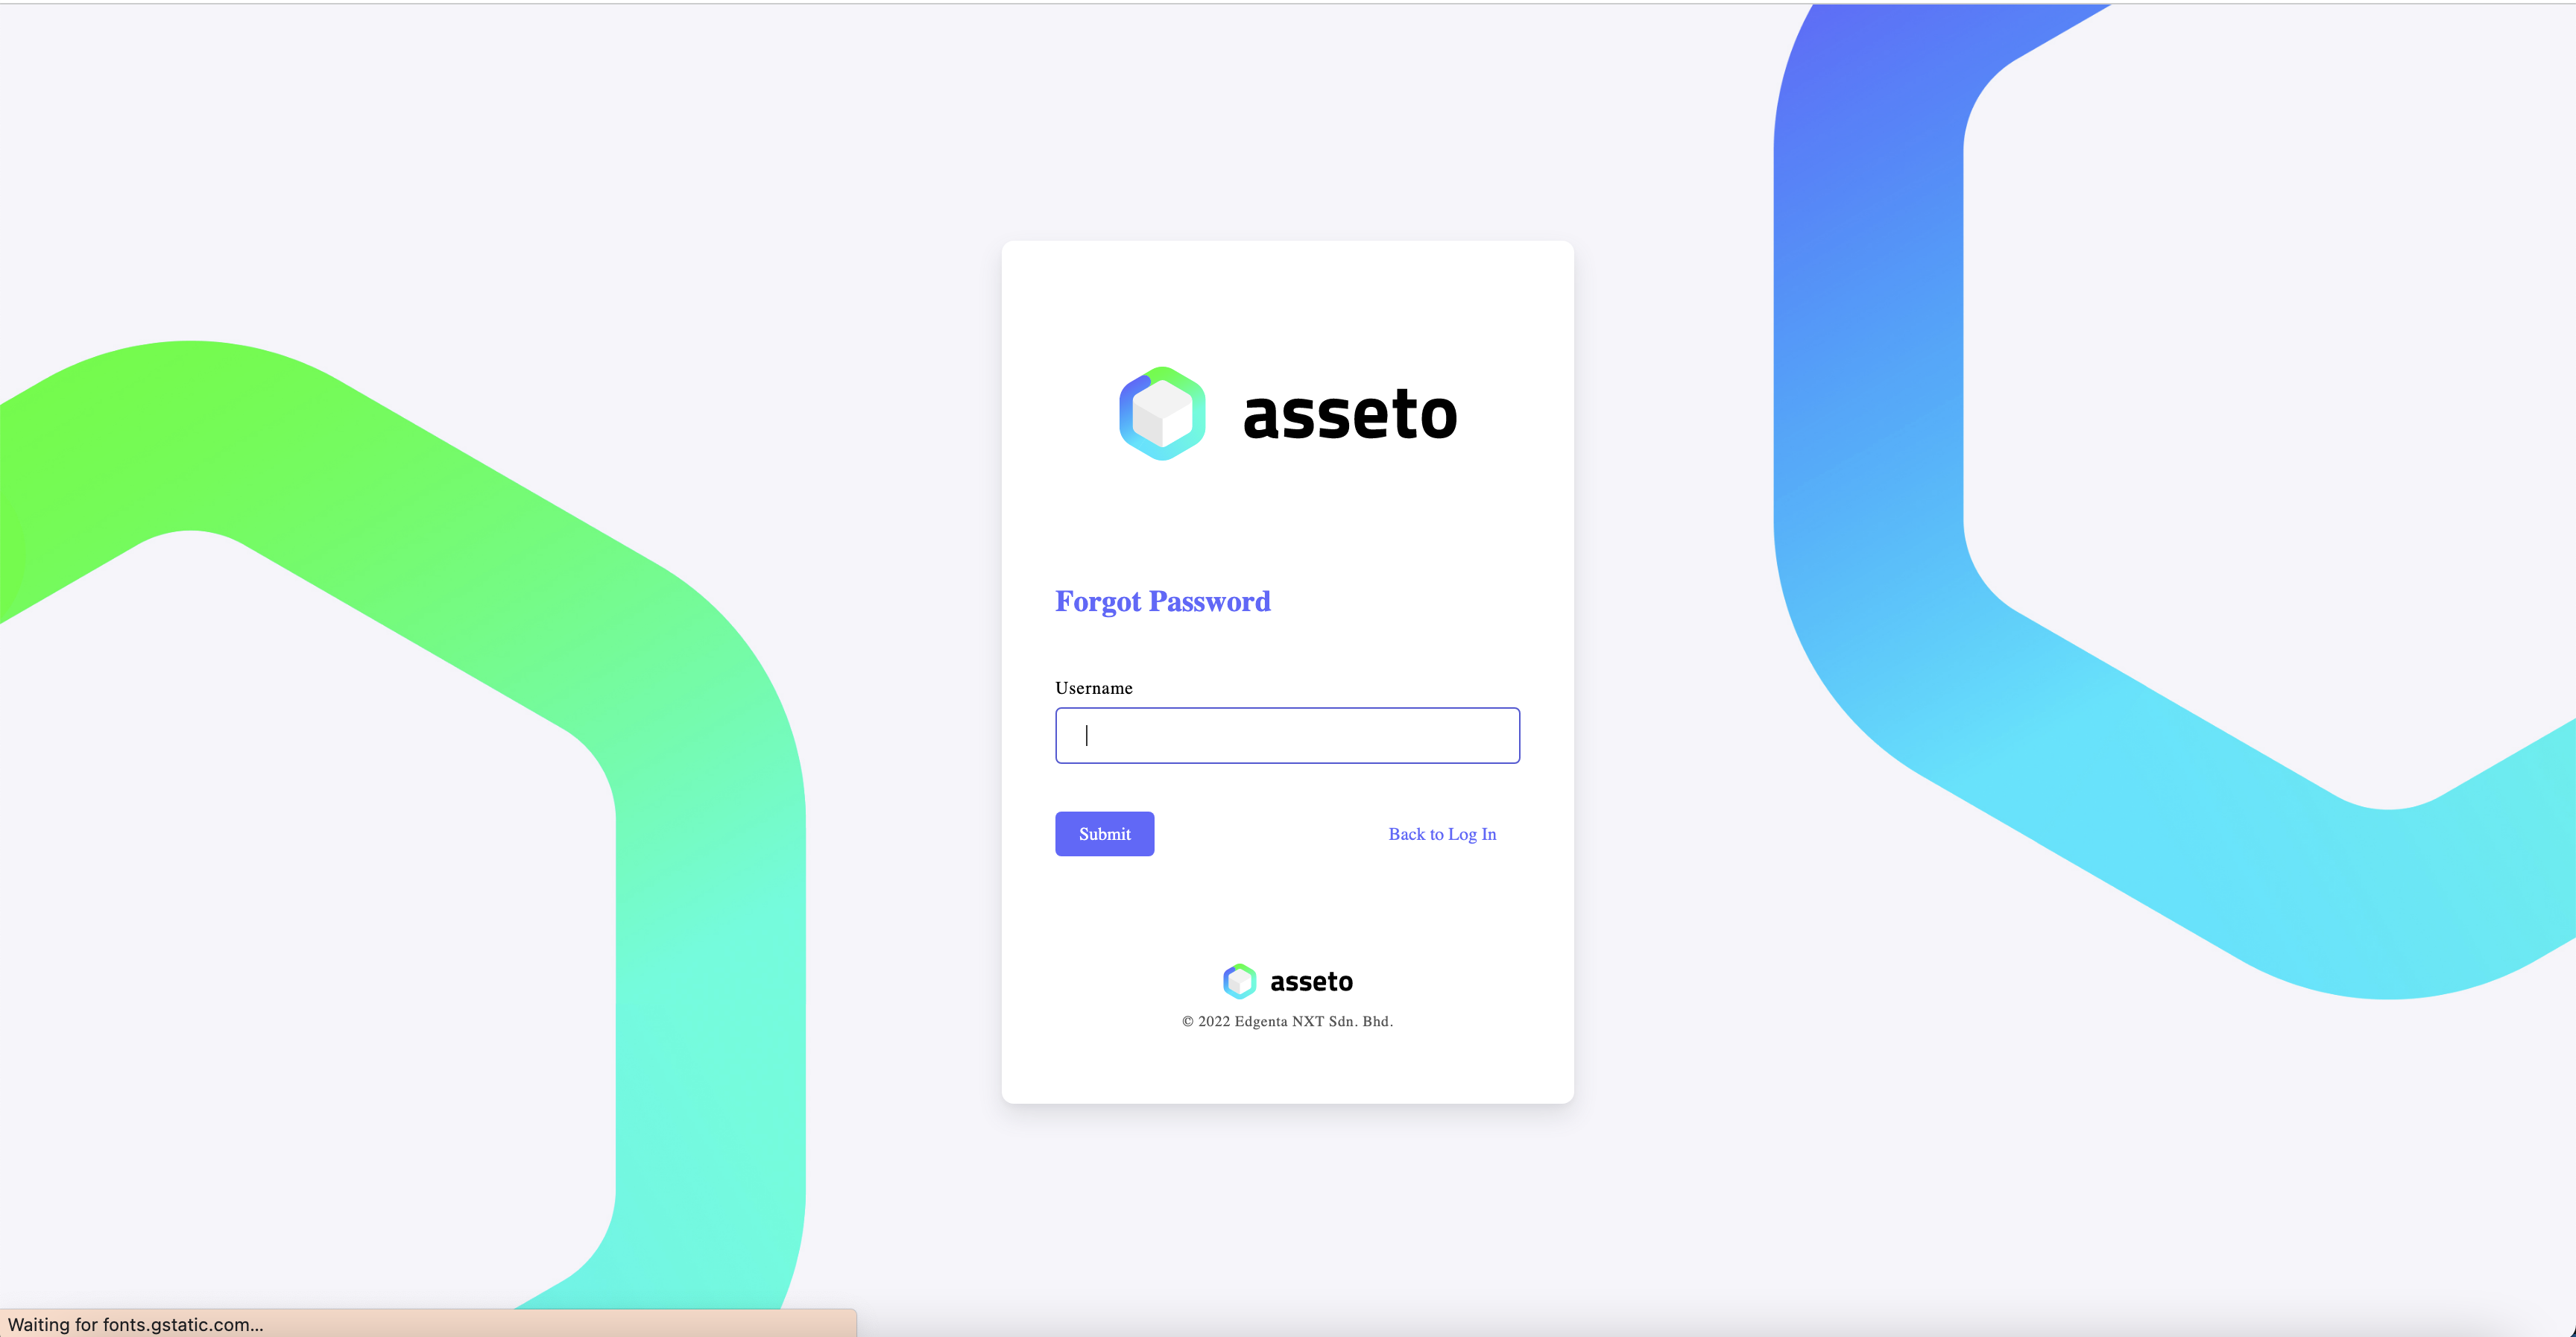 asseto
Forgot Password
Username
Submit
Back to Log In
asseto
© 2022 Edgenta NXT Sdn. Bhd.
Waiting for fonts.gstatic.com...